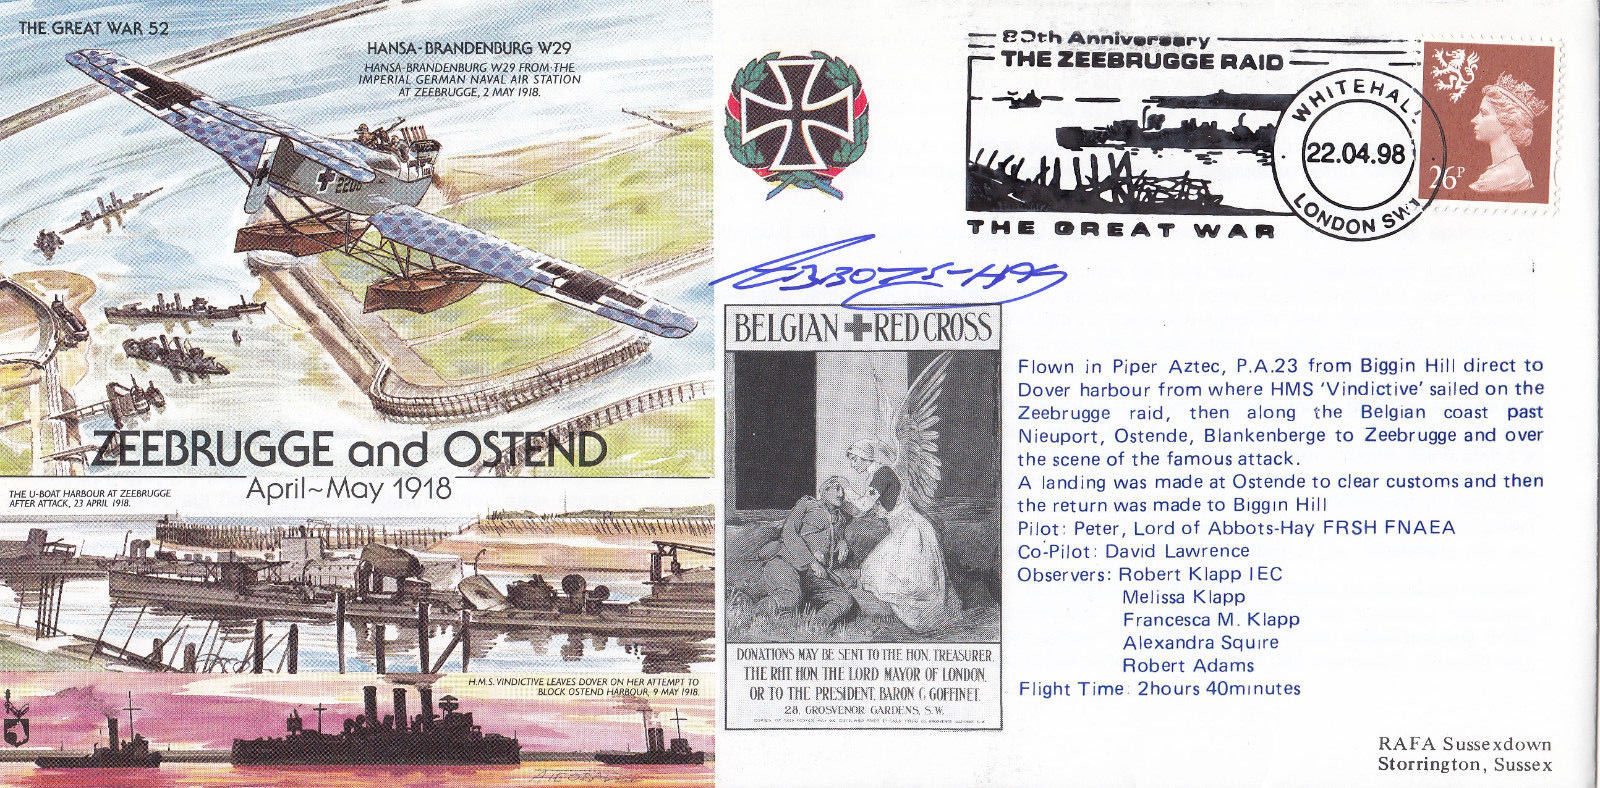 THE GREAT WAR 52
HANSA-BRANDENBURG W29
HANSA-BRANDENBURG W29 FROM THE
IMPERIAL GERMAN NAVAL AIR STATION
AT ZEEBRUGGE, 2 MAY 1918.
ZEEBRUGGE and OSTEND
April~May 1918
THE U-BOAT HARBOUR AT ZEEBRUGGE
AFTER ATTACK, 23 APRIL 1918.
H.M.S. VINDICTIVE LEAVES DOVER ON HER ATTEMPT TO
BLOCK OSTEND HARBOUR, 9 MAY 1918.
80th Anniversary
THE ZEEBRUGGE RAID
THE GREAT WAR
WHITEHALL
22.04.98
LONDON SW1
26P
BELGIAN RED CROSS
DONATIONS MAY BE SENT TO THE HON. TREASURER.
THE RHT HON THE LORD MAYOR OF LONDON.
OR TO THE PRESIDENT, BARON C. GOFFINET.
28, GROSVENOR GARDENS, S.W.
Flown in Piper Aztec, P.A.23 from Biggin Hill direct to
Dover harbour from where HMS 'Vindictive' sailed on the
Zeebrugge raid, then along the Belgian coast past
Nieuport, Ostende, Blankenberge to Zeebrugge and over
the scene of the famous attack.
A landing was made at Ostende to clear customs and then
the return was made to Biggin Hill
Pilot: Peter, Lord of Abbots-Hay FRSH FNAEA
Co-Pilot: David Lawrence
Observers: Robert Klapp IEC
Melissa Klapp
Francesca M. Klapp
Alexandra Squire
Robert Adams
Flight Time: 2hours 40minutes
RAFA Sussexdown
Storrington, Sussex